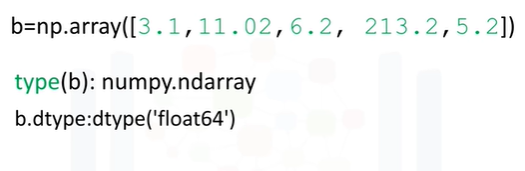 b=np.array([3.1,11.02,6.2, 213.2,5.2])
type(b): numpy.ndarray
b.dtype:dtype('float64')